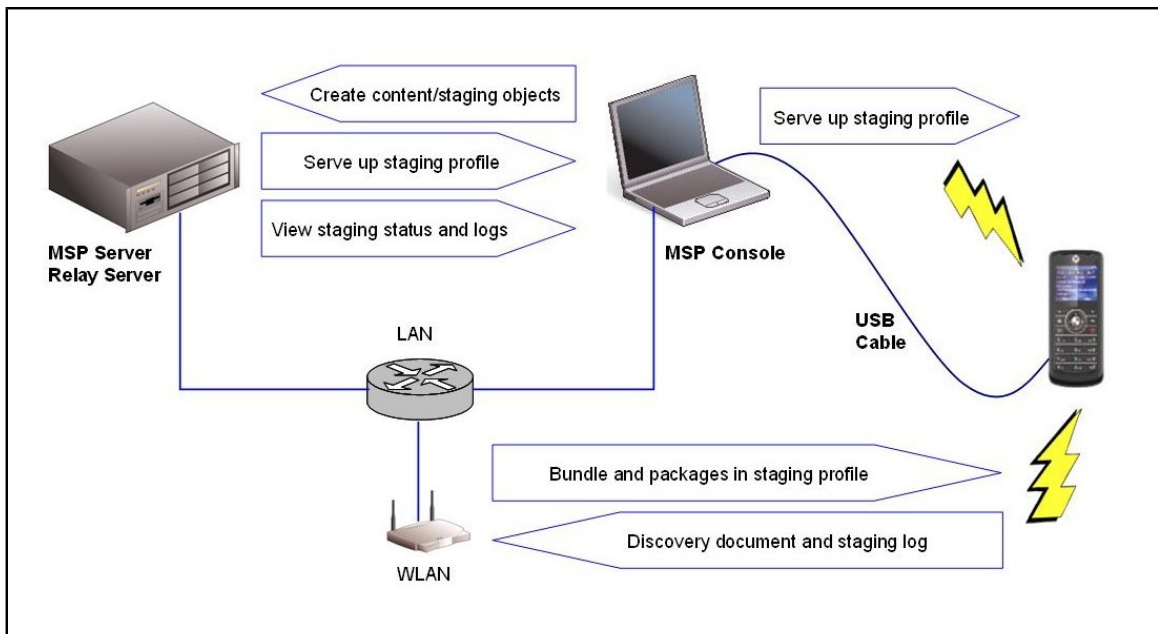 Create content/staging objects
Serve up staging profile
Serve up staging profile
View staging status and logs
MSP Server
Relay Server
MSP Console
LAN
USB
Cable
Bundle and packages in staging profile
Discovery document and staging log
WLAN